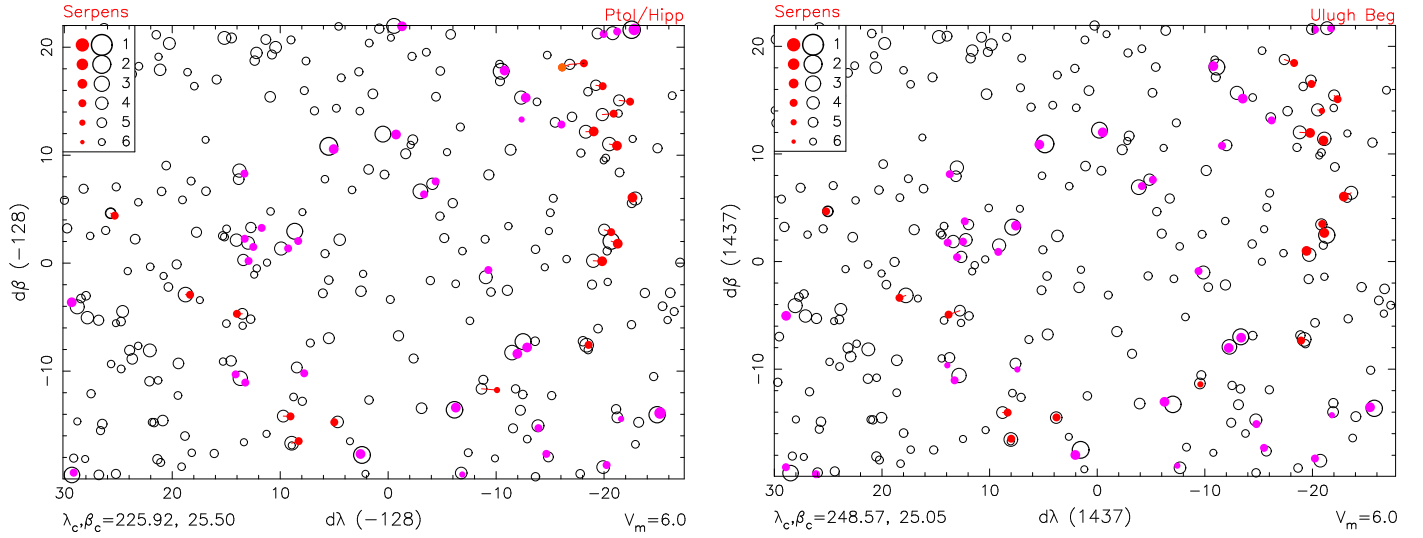 Serpens
Ptol/Hipp
1
2
3
4
5
6
20
10
0
-10
dβ (-128)
30
20
10
0
-10
-20
λc,βc=225.92, 25.50
dλ (-128)
Vm=6.0
Serpens
Ulugh Beg
1
2
3
4
5
6
20
10
0
-10
dβ (1437)
30
20
10
0
-10
-20
λc,βc=248.57, 25.05
dλ (1437)
Vm=6.0